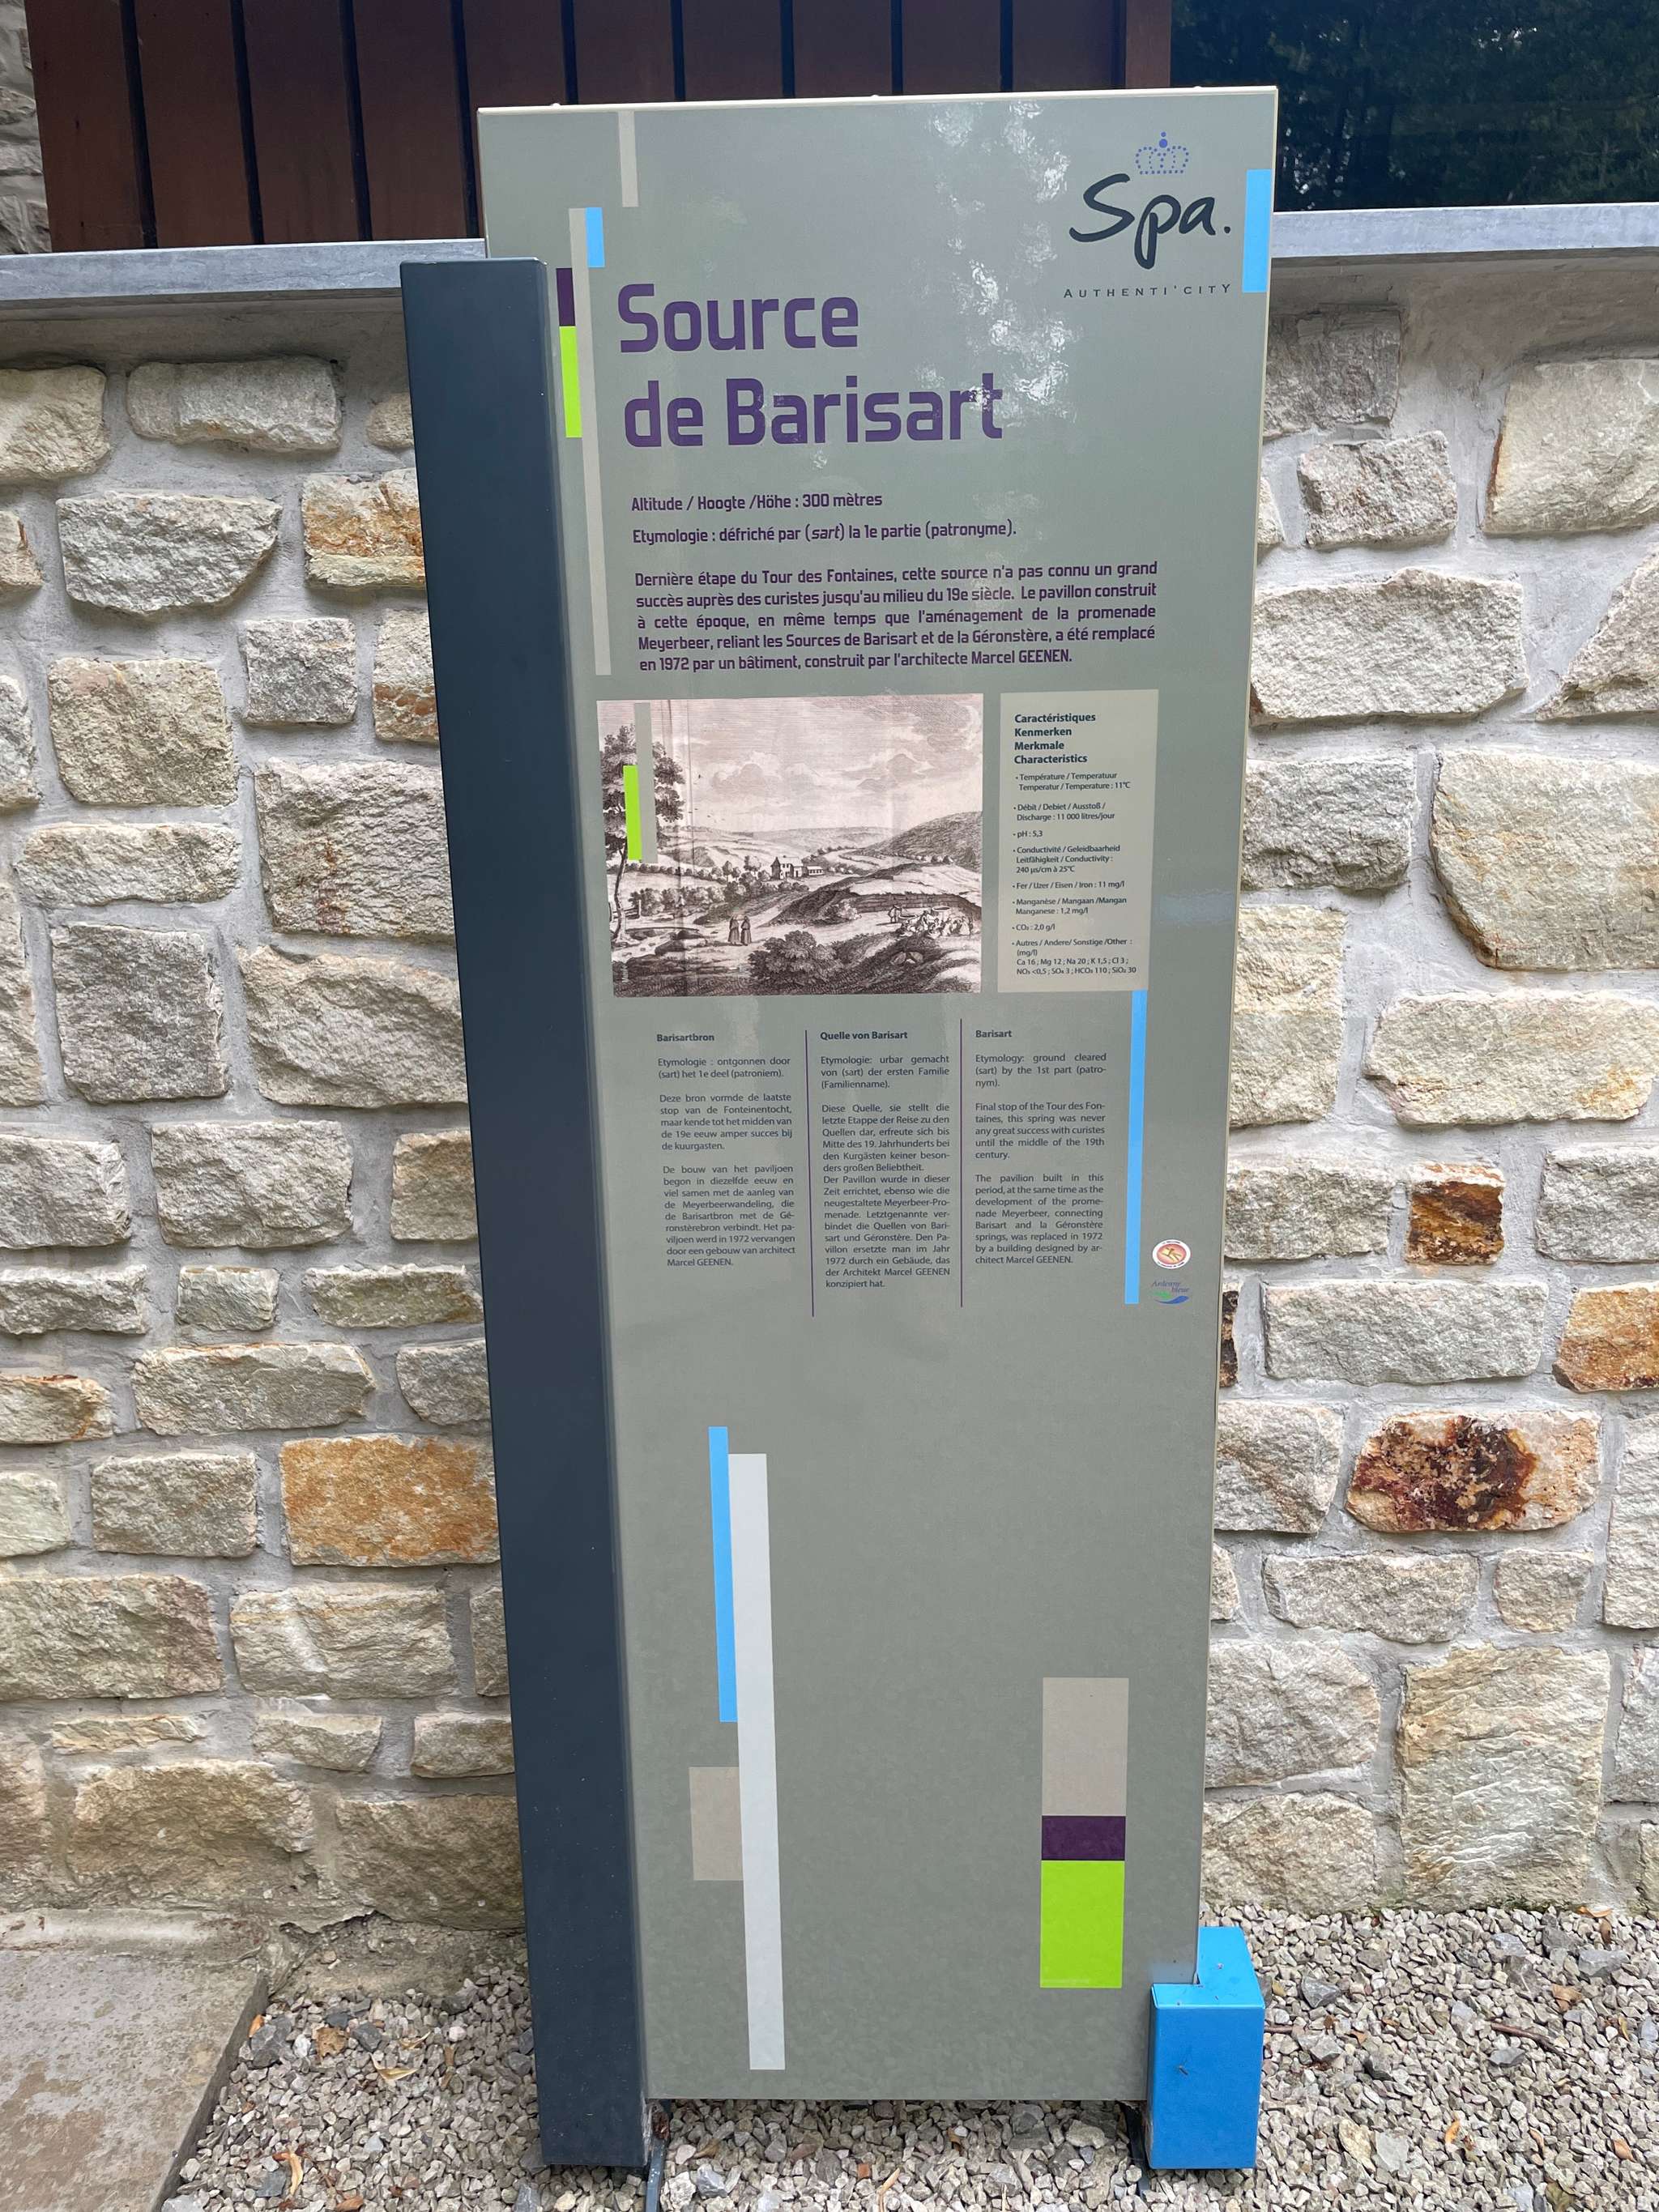 Spa.
AUTHENTI'CITY
Source
de Barisart
Altitude / Hoogte /Höhe : 300 mètres
Etymologie : défriché par (sart) la 1e partie (patronyme).
Dernière étape du Tour des Fontaines, cette source n'a pas connu un grand
succès auprès des curistes jusqu'au milieu du 19e siècle. Le pavillon construit
à cette époque, en même temps que l'aménagement de la promenade
Meyerbeer, reliant les Sources de Barisart et de la Géronstère, a été remplacé
en 1972 par un bâtiment, construit par l'architecte Marcel GEENEN.
Caractéristiques
Kenmerken
Merkmale
Characteristics
• Température / Temperatuur
Temperatur / Temperature : 11°C
• Débit / Debiet / Ausstoß /
Discharge : 11 000 litres/jour
• pH : 5,3
• Conductivité / Geleidbaarheid
Leitfähigkeit / Conductivity :
240 µs/cm à 25°C
• Fer / IJzer / Eisen / Iron : 11 mg/l
• Manganèse / Mangaan /Mangan
Manganese : 1,2 mg/l
• CO₂ : 2,0 g/l
• Autres / Andere/ Sonstige /Other :
(mg/l)
Ca 16 ; Mg 12 ; Na 20 ; K 1,5 ; Cl 3 ;
NO₃ <0,5 ; SO₄ 3 ; HCO₃ 110 ; SiO₂ 30
Barisartbron
Etymologie : ontgonnen door
(sart) het 1e deel (patroniem).
Deze bron vormde de laatste
stop van de Fonteinentocht,
maar kende tot het midden van
de 19e eeuw amper succes bij
de kuurgasten.
De bouw van het paviljoen
begon in diezelfde eeuw en
viel samen met de aanleg van
de Meyerbeerwandeling, die
de Barisartbron met de Gé-
ronstèrebron verbindt. Het pa-
viljoen werd in 1972 vervangen
door een gebouw van architect
Marcel GEENEN.
Quelle von Barisart
Etymologie: urbar gemacht
von (sart) der ersten Familie
(Familienname).
Diese Quelle, sie stellt die
letzte Etappe der Reise zu den
Quellen dar, erfreute sich bis
Mitte des 19. Jahrhunderts bei
den Kurgästen keiner beson-
ders großen Beliebtheit.
Der Pavillon wurde in dieser
Zeit errichtet, ebenso wie die
neugestaltete Meyerbeer-Pro-
menade. Letztgenannte ver-
bindet die Quellen von Bari-
sart und Géronstère. Den Pa-
villon ersetzte man im Jahr
1972 durch ein Gebäude, das
der Architekt Marcel GEENEN
konzipiert hat.
Barisart
Etymology: ground cleared
(sart) by the 1st part (patro-
nym).
Final stop of the Tour des Fon-
taines, this spring was never
any great success with curistes
until the middle of the 19th
century.
The pavilion built in this
period, at the same time as the
development of the prome-
nade Meyerbeer, connecting
Barisart and la Géronstère
springs, was replaced in 1972
by a building designed by ar-
chitect Marcel GEENEN.